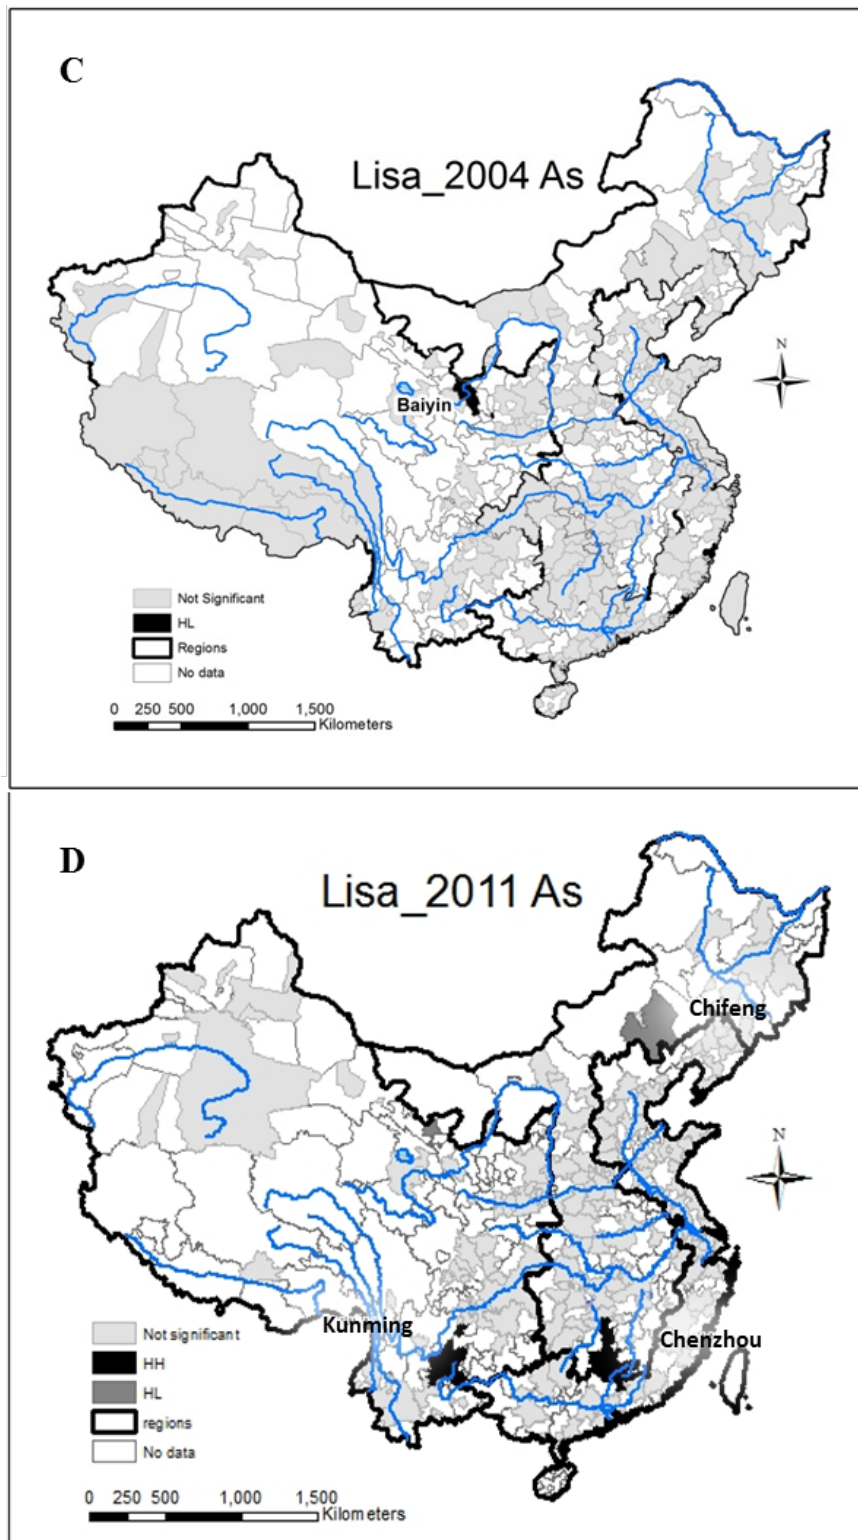 C
Lisa_2004 As
N
Baiyin
Not Significant
HL
Regions
No data
0 250 500 1,000 1,500
Kilometers
D
Lisa_2011 As
Chifeng
N
Kunming
Chenzhou
Not significant
HH
HL
regions
No data
0 250 500 1,000 1,500
Kilometers